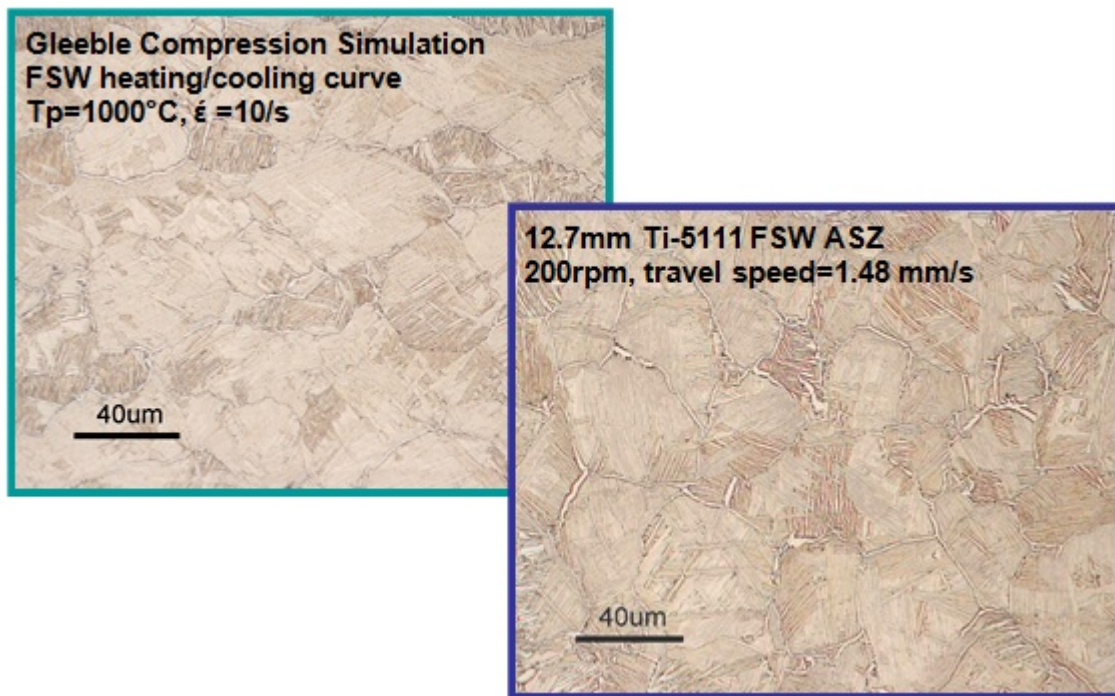 Gleeble Compression Simulation
FSW heating/cooling curve
Tp=1000°C, έ =10/s
40um
12.7mm Ti-5111 FSW ASZ
200rpm, travel speed=1.48 mm/s
40um